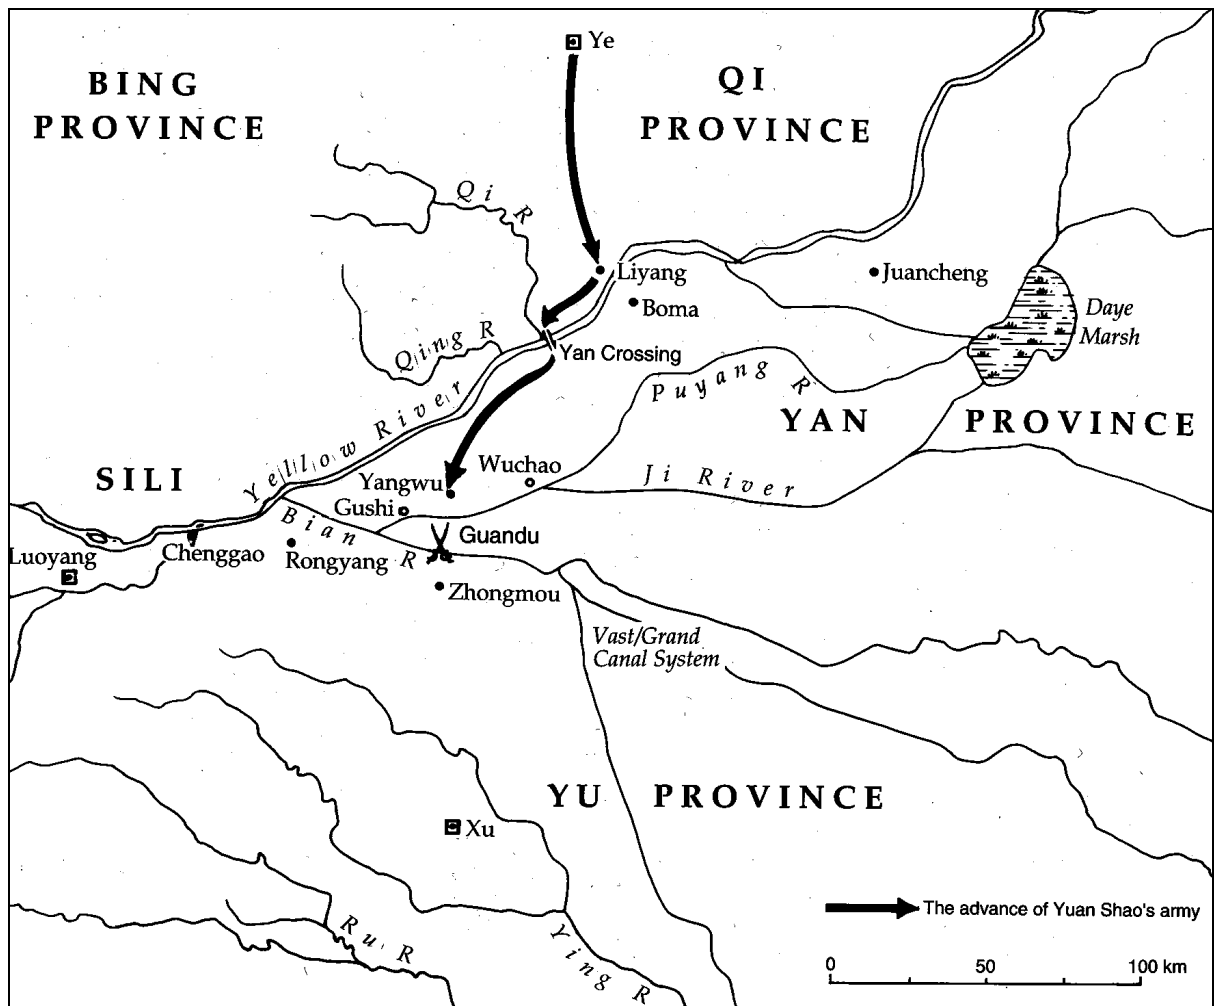 Ye
BING
PROVINCE
QI
PROVINCE
Qi R
Liyang
Juancheng
Boma
Daye
Marsh
Qing R
Yan Crossing
Puyang R
Yellow River
YAN PROVINCE
SILI
Wuchao
Yangwu
Ji River
Gushi
Bian R
Guandu
Luoyang
Chenggao
Rongyang
Zhongmou
Vast/Grand
Canal System
YU PROVINCE
Xu
The advance of Yuan Shao's army
Ru R
Ying R
0 50 100 km